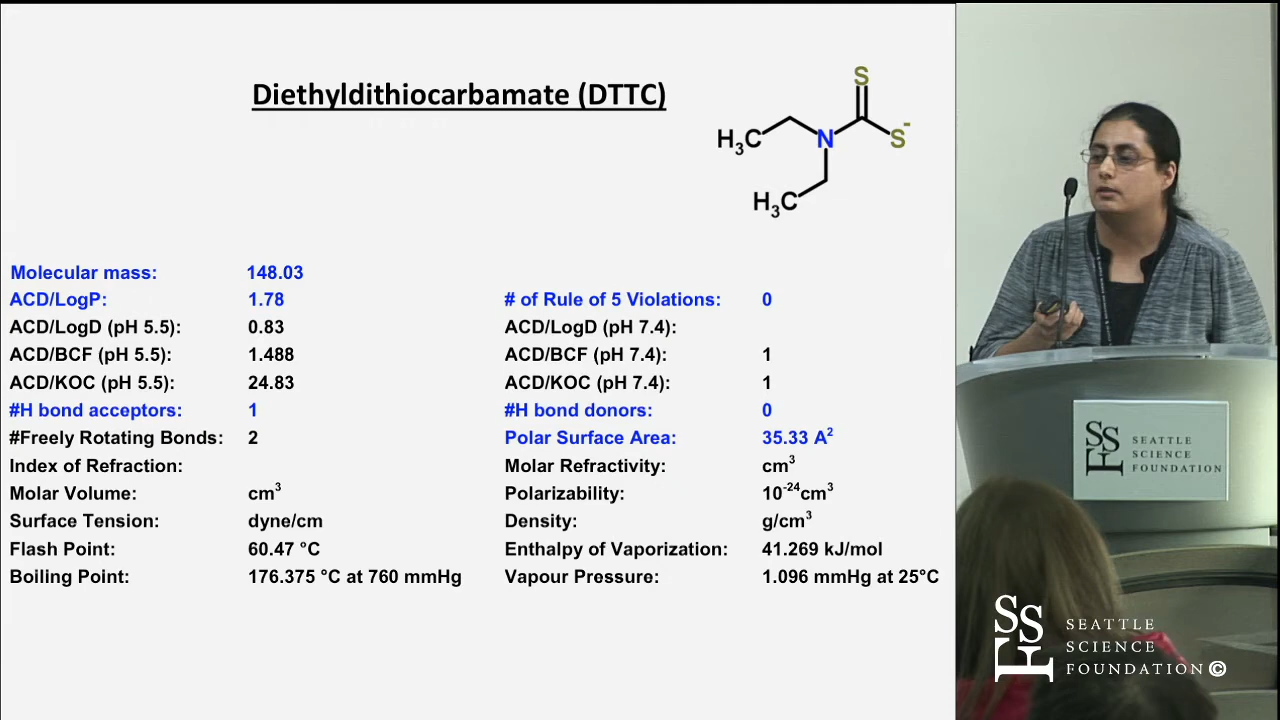 Diethyldithiocarbamate (DTTC)
S
H3C N S-
H3C
Molecular mass: 148.03
ACD/LogP: 1.78 # of Rule of 5 Violations: 0
ACD/LogD (pH 5.5): 0.83 ACD/LogD (pH 7.4):
ACD/BCF (pH 5.5): 1.488 ACD/BCF (pH 7.4): 1
ACD/KOC (pH 5.5): 24.83 ACD/KOC (pH 7.4): 1
#H bond acceptors: 1 #H bond donors: 0
#Freely Rotating Bonds: 2 Polar Surface Area: 35.33 A2
Index of Refraction: Molar Refractivity: cm3
Molar Volume: cm3 Polarizability: 10-24cm3
Surface Tension: dyne/cm Density: g/cm3
Flash Point: 60.47 °C Enthalpy of Vaporization: 41.269 kJ/mol
Boiling Point: 176.375 °C at 760 mmHg Vapour Pressure: 1.096 mmHg at 25°C
SSF
SEATTLE
SCIENCE
FOUNDATION
SSF
SEATTLE
SCIENCE
FOUNDATION©